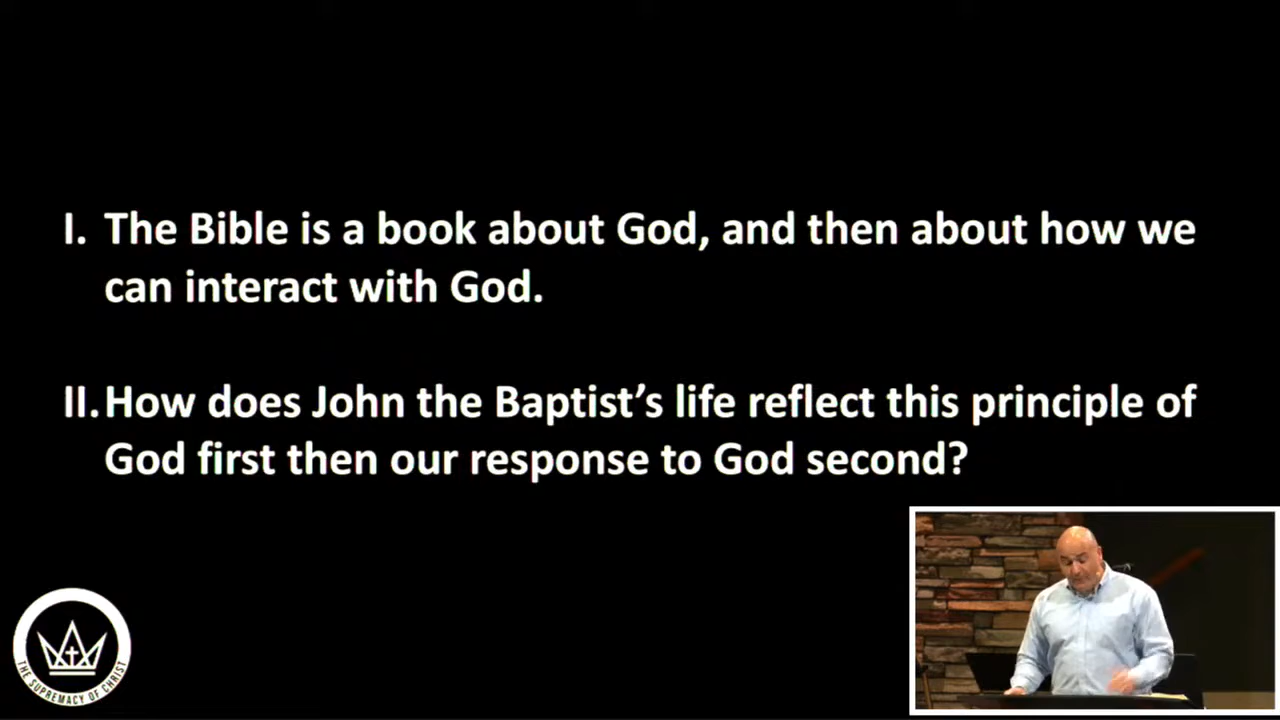 I. The Bible is a book about God, and then about how we
can interact with God.
II. How does John the Baptist’s life reflect this principle of
God first then our response to God second?
THE SUPREMACY OF CHRIST